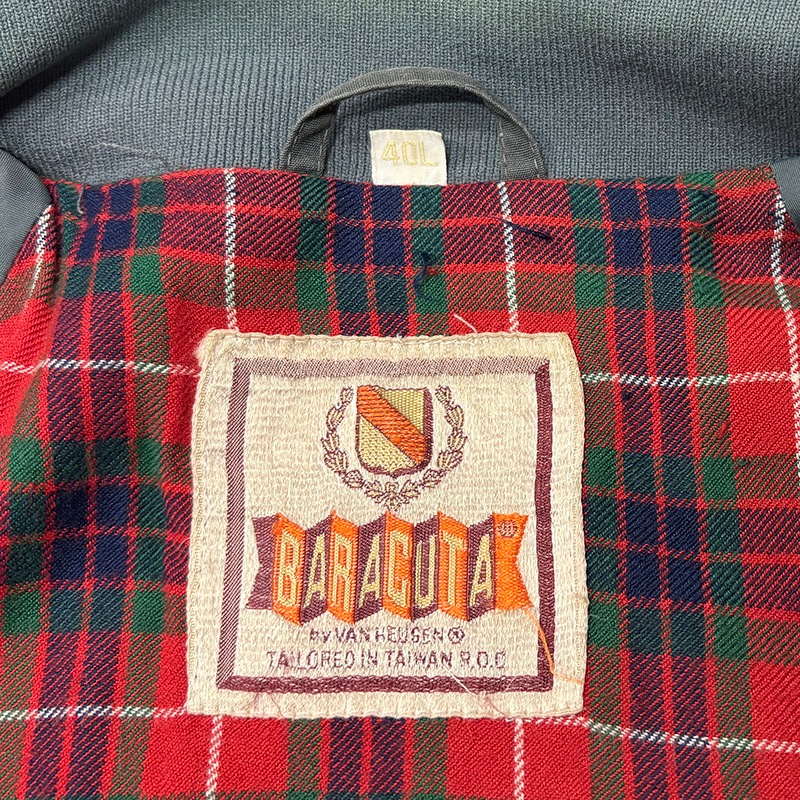 40L
BARACUTA ®
BY VAN HEUSEN ®
TAILORED IN TAIWAN R.O.C